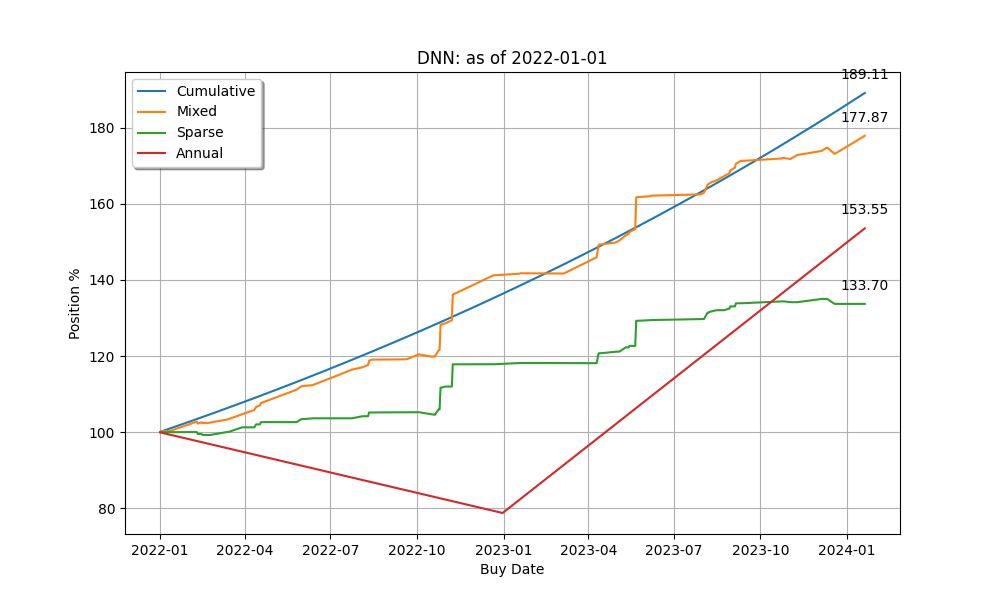 DNN: as of 2022-01-01
Cumulative
Mixed
Sparse
Annual
189.11
177.87
153.55
133.70
Position %
180
160
140
120
100
80
2022-01 2022-04 2022-07 2022-10 2023-01 2023-04 2023-07 2023-10 2024-01
Buy Date